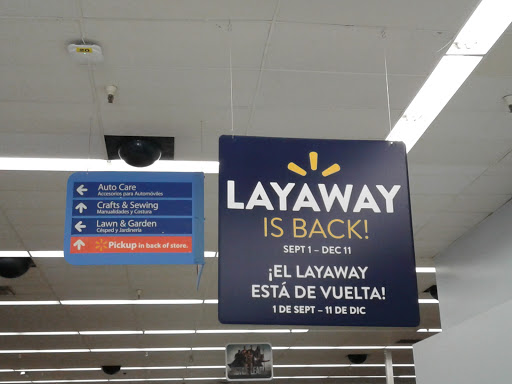 Auto Care
Accesorios para Automóviles
Crafts & Sewing
Manualidades y Costura
Lawn & Garden
Césped y Jardinería
Pickup in back of store.
LAYAWAY
IS BACK!
SEPT 1 – DEC 11
¡EL LAYAWAY
ESTÁ DE VUELTA!
1 DE SEPT – 11 DE DIC